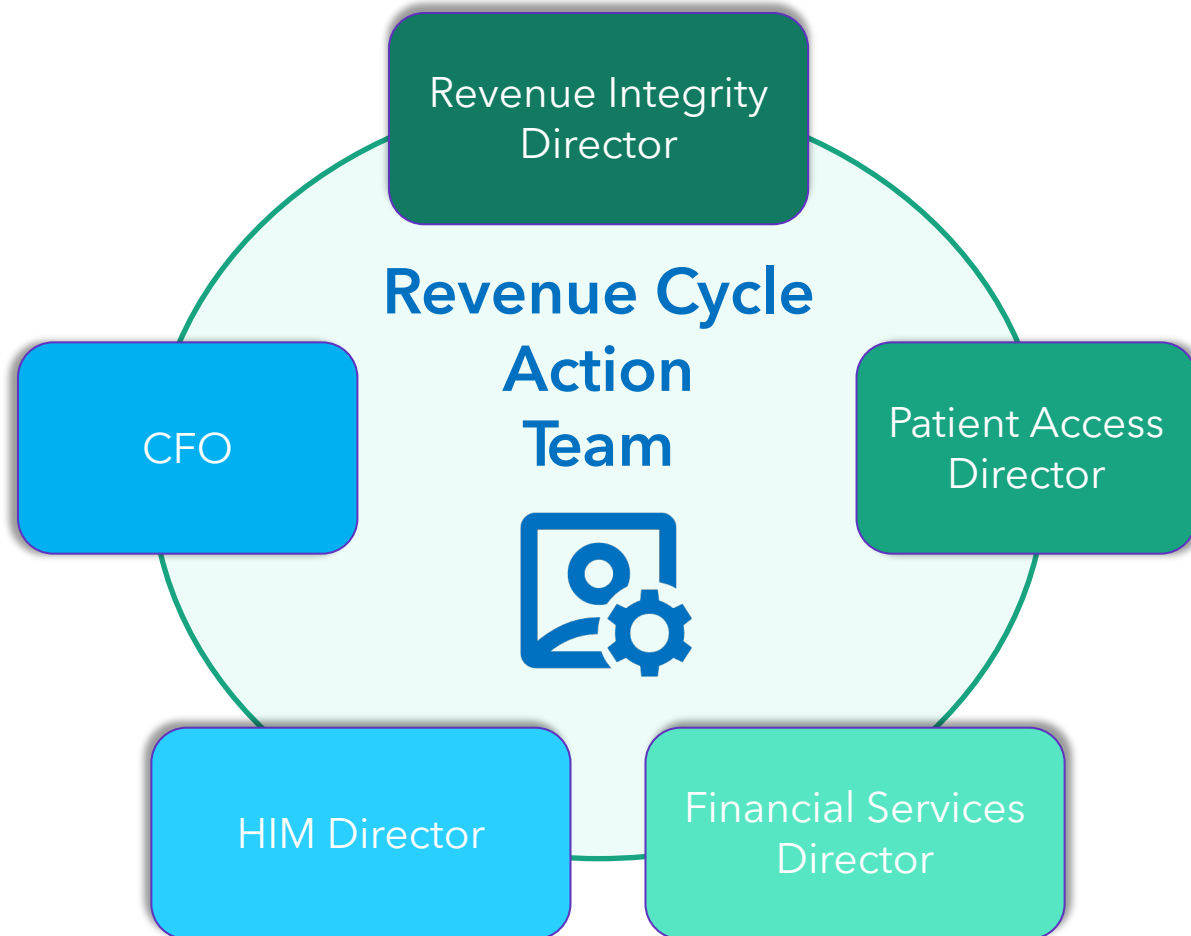 Revenue Integrity
Director
Revenue Cycle
Action
Team
CFO
Patient Access
Director
HIM Director
Financial Services
Director